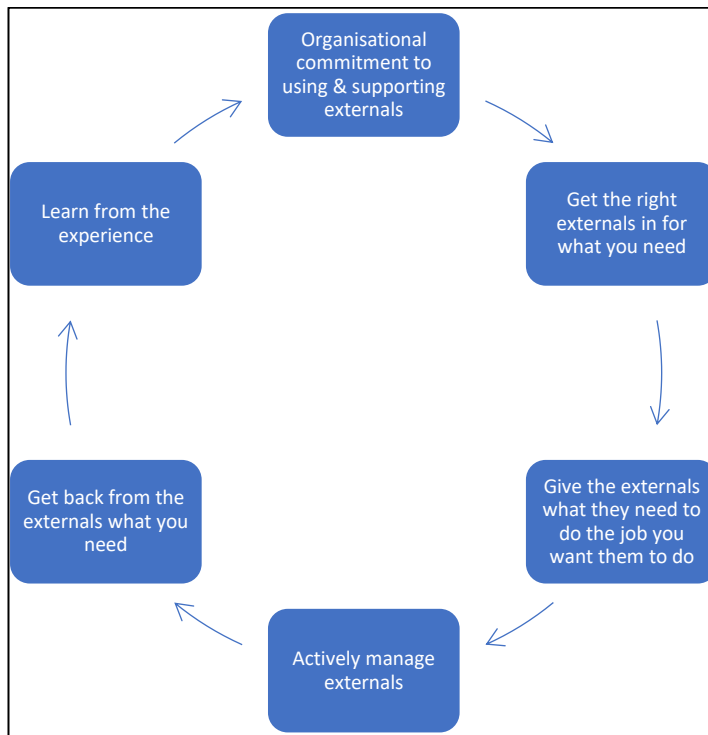 Organisational
commitment to
using & supporting
externals
Get the right
externals in for
what you need
Give the externals
what they need to
do the job you
want them to do
Actively manage
externals
Get back from the
externals what you
need
Learn from the
experience